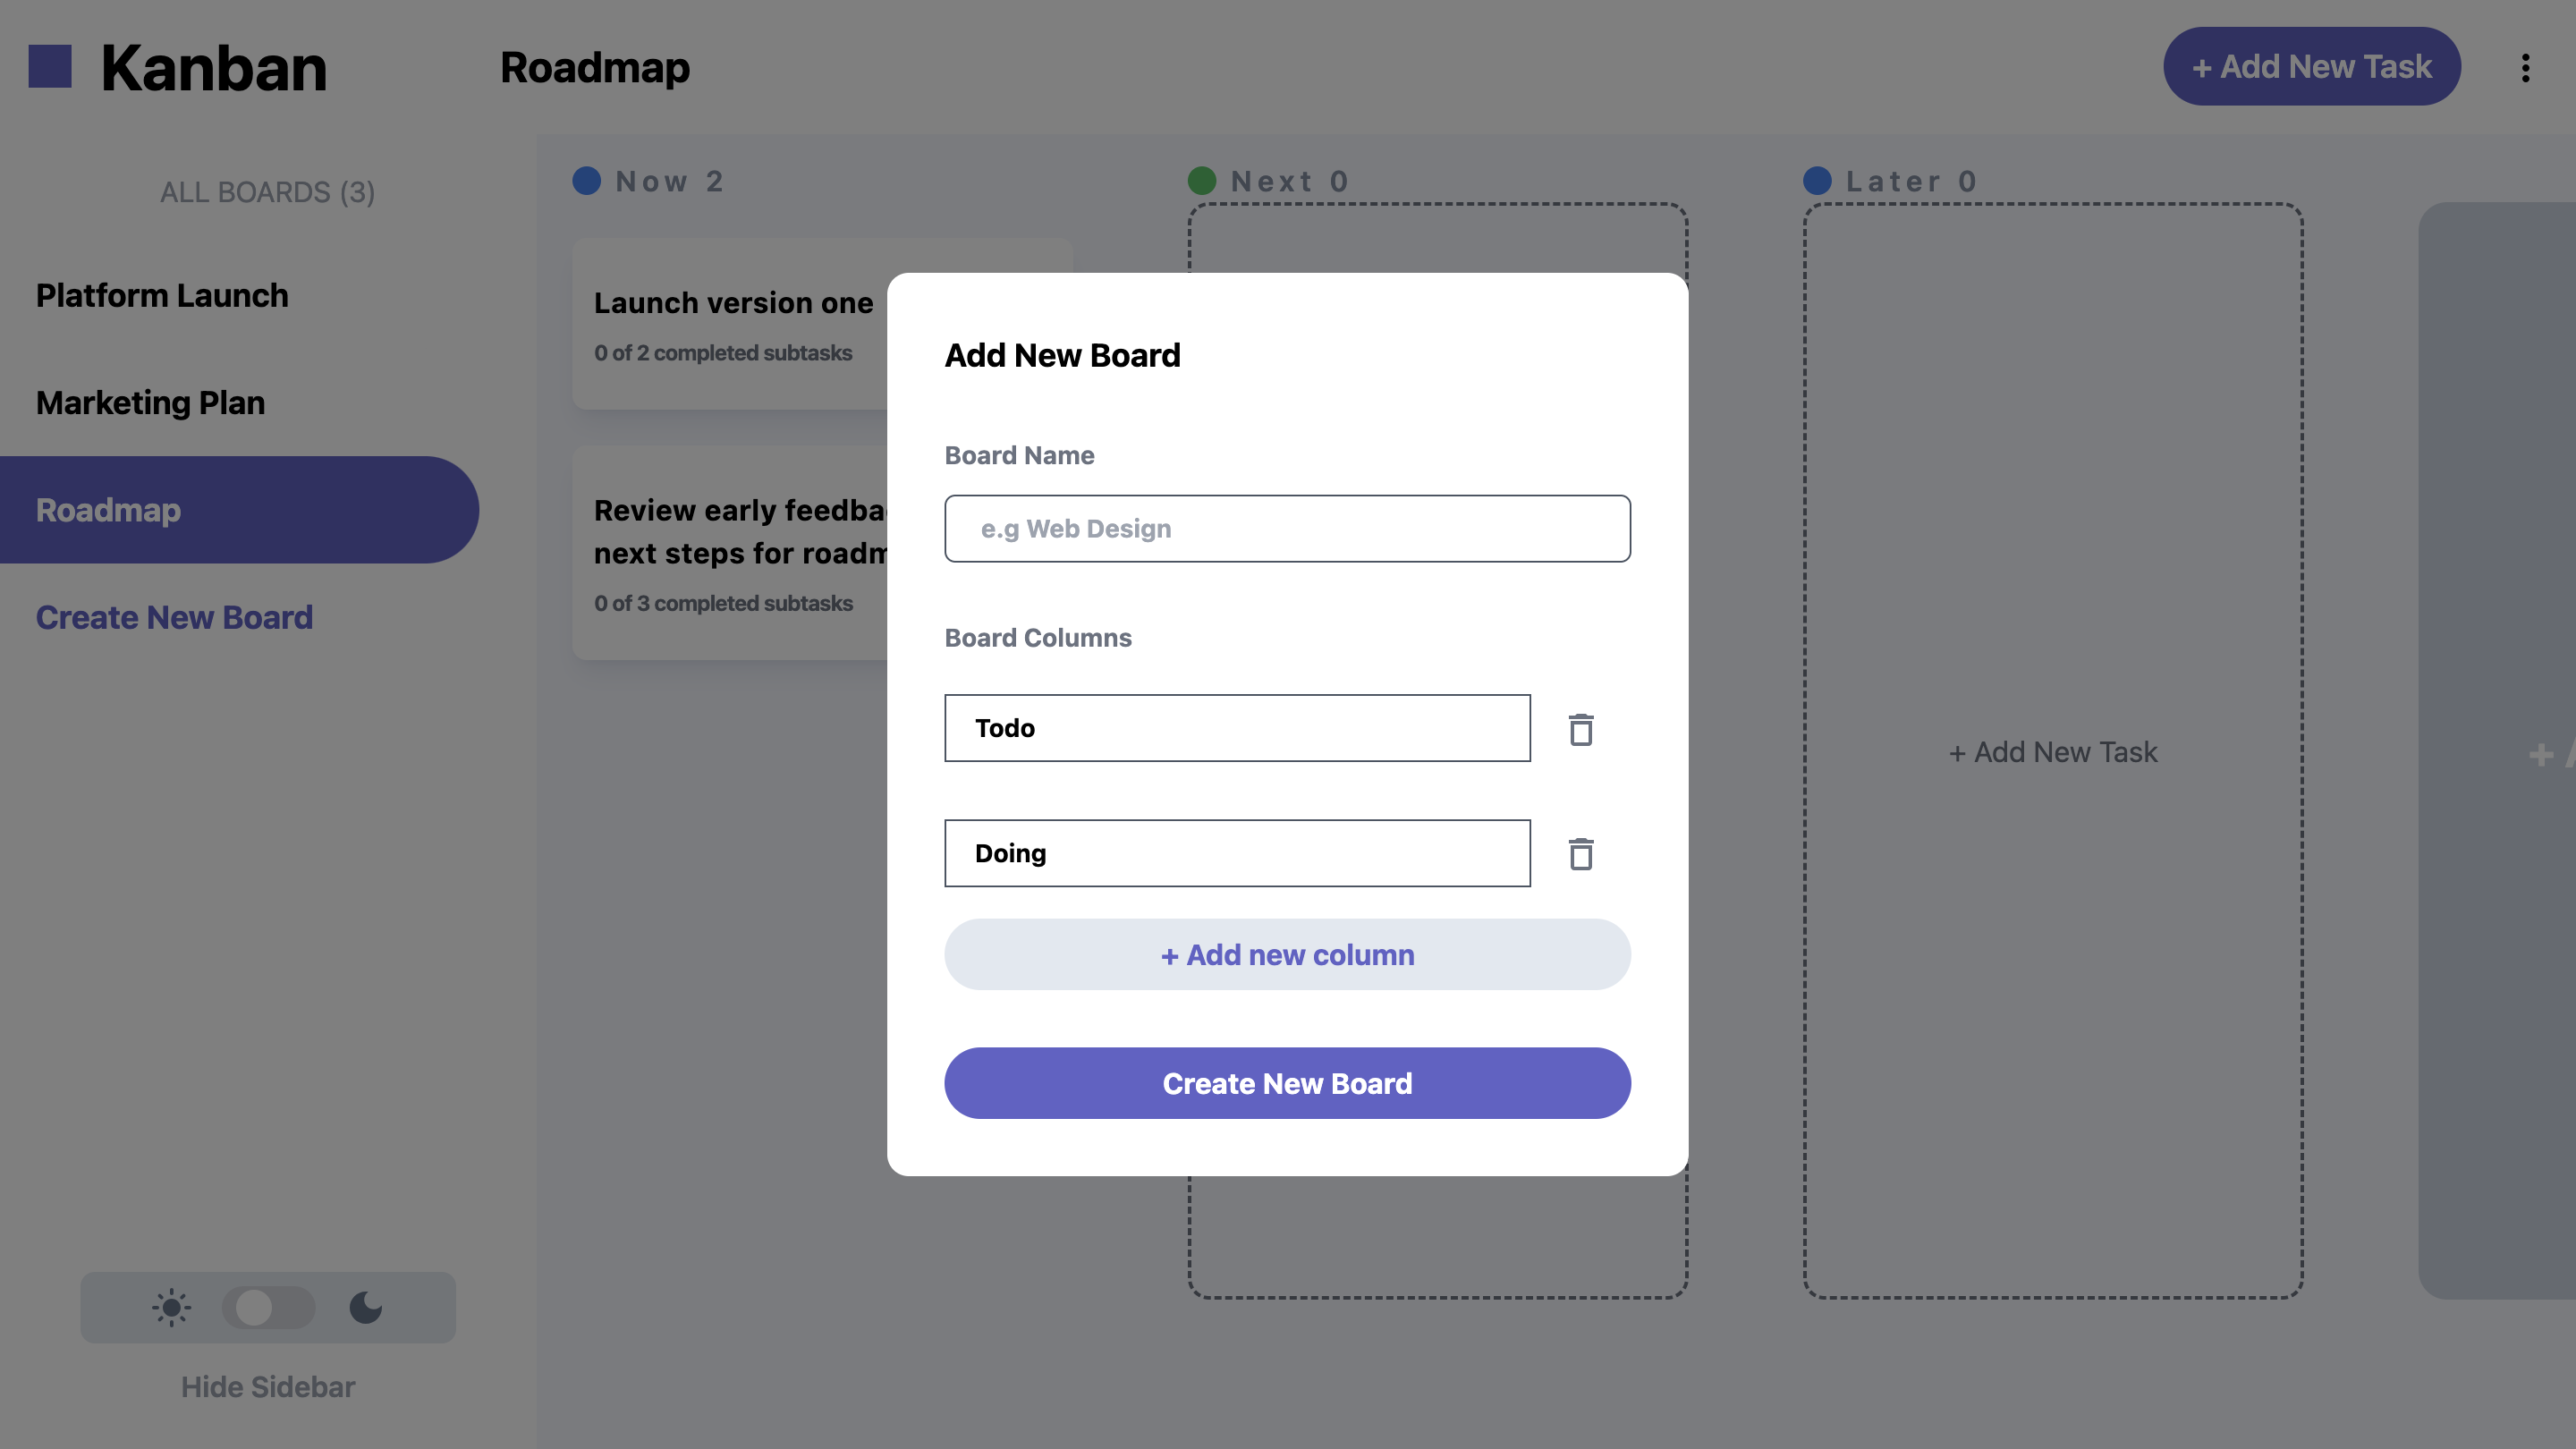 Kanban
Roadmap
+ Add New Task
ALL BOARDS (3)
Platform Launch
Marketing Plan
Roadmap
Create New Board
Hide Sidebar
Now 2
Launch version one
0 of 2 completed subtasks
Review early feedba
next steps for roadm
0 of 3 completed subtasks
Next 0
Later 0
+ Add New Task
+
Add New Board
Board Name
e.g Web Design
Board Columns
Todo
Doing
+ Add new column
Create New Board